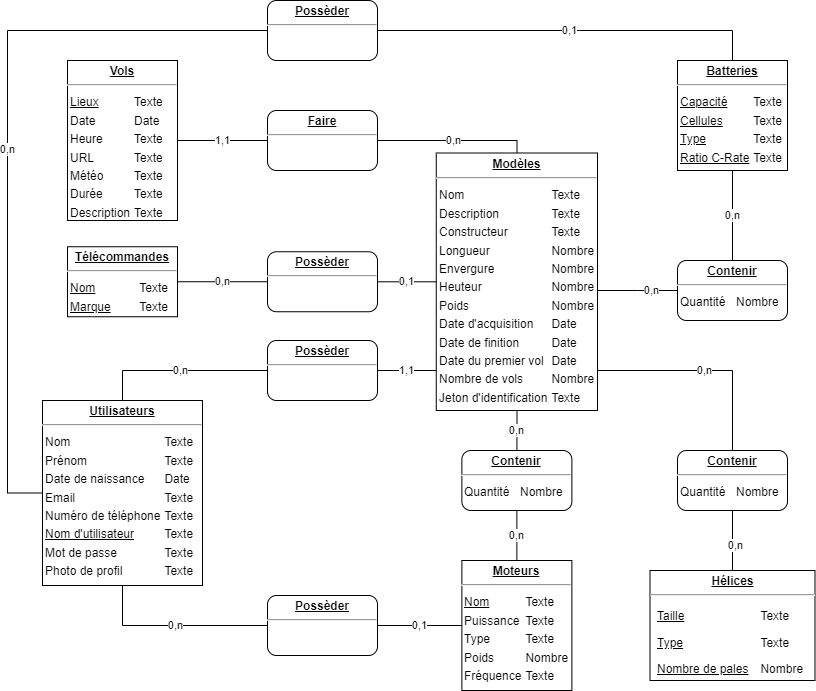 Possèder
0,1
0,n
Vols
Lieux Texte
Date Date
Heure Texte
URL Texte
Météo Texte
Durée Texte
Description Texte
1,1
Faire
0,n
Batteries
Capacité Texte
Cellules Texte
Type Texte
Ratio C-Rate Texte
0,n
Modèles
Nom Texte
Description Texte
Constructeur Texte
Longueur Nombre
Envergure Nombre
Heuteur Nombre
Poids Nombre
Date d'acquisition Date
Date de finition Date
Date du premier vol Date
Nombre de vols Nombre
Jeton d'identification Texte
Télécommandes
Nom Texte
Marque Texte
0,n
Possèder
0,1
0,n
Contenir
Quantité Nombre
Possèder
0,n
1,1
0,n
Utilisateurs
Nom Texte
Prénom Texte
Date de naissance Date
Email Texte
Numéro de téléphone Texte
Nom d'utilisateur Texte
Mot de passe Texte
Photo de profil Texte
0,n
Contenir
Quantité Nombre
0,n
Contenir
Quantité Nombre
0,n
Moteurs
Nom Texte
Puissance Texte
Type Texte
Poids Nombre
Fréquence Texte
Hélices
Taille Texte
Type Texte
Nombre de pales Nombre
0,n
Possèder
0,1